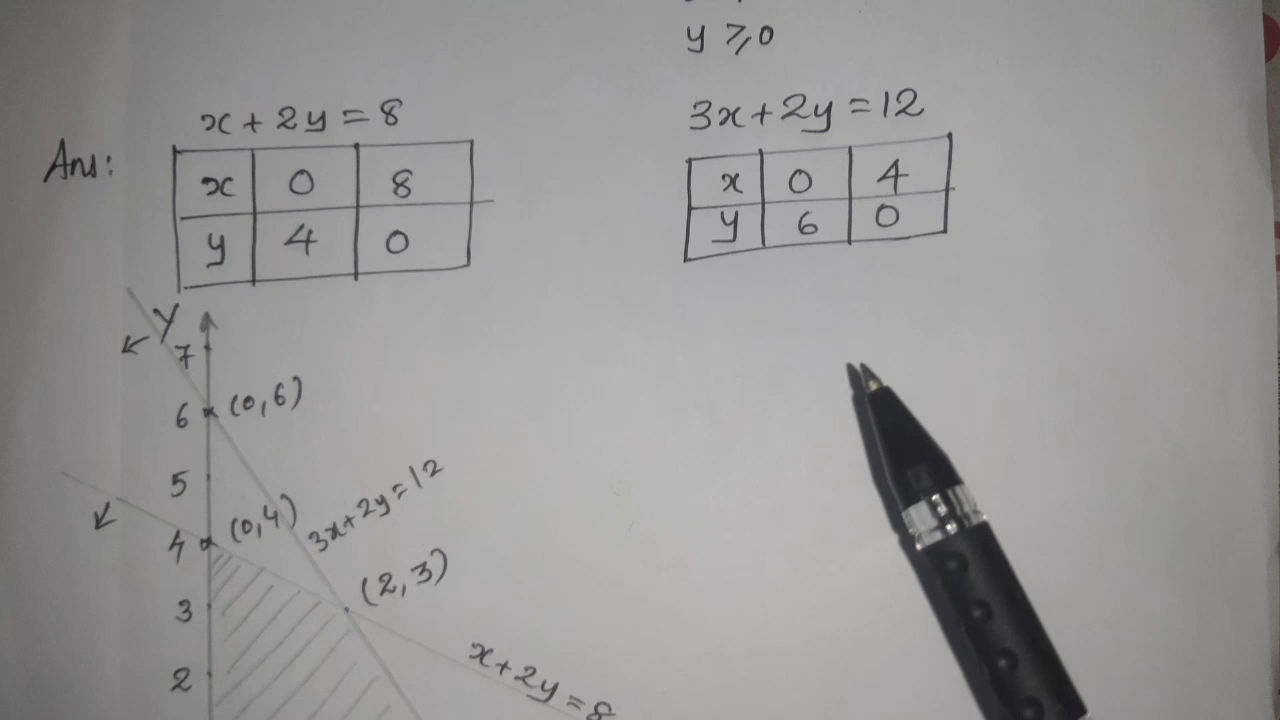 y ⩾ 0
x + 2y = 8
3x + 2y = 12
Ans:
x 0 8
y 4 0
x 0 4
y 6 0
Y
7
6 (0,6)
5
3x+2y=12
4 (0,4)
(2,3)
3
x+2y=8
2